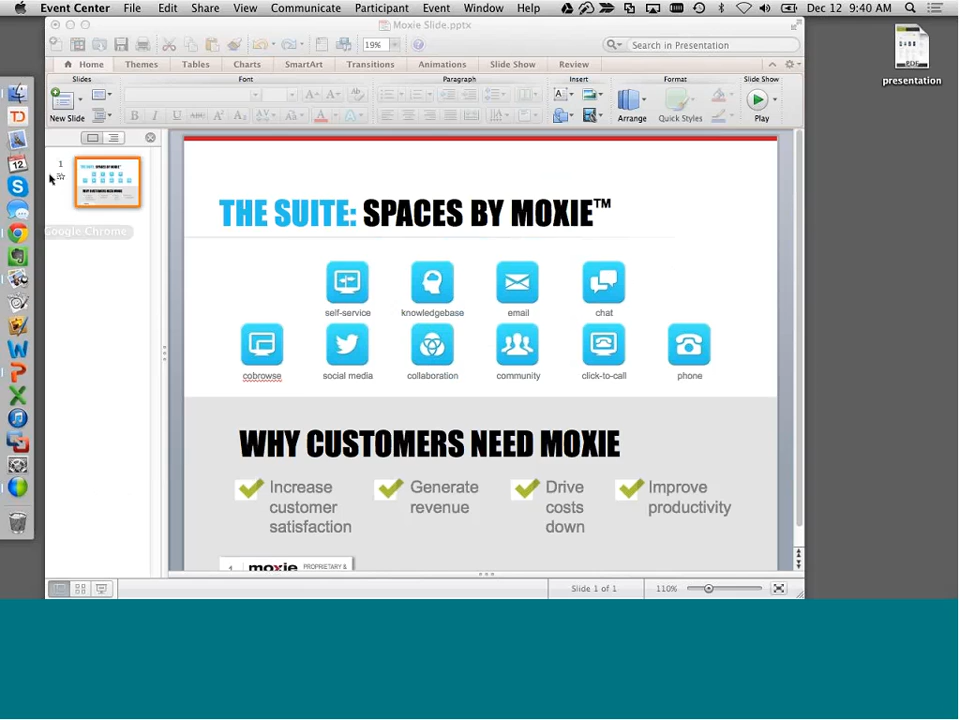 Event Center File Edit Share View Communicate Participant Event Window Help Dec 12 9:40 AM
Moxie Slide.pptx
19% Search in Presentation
Home Themes Tables Charts SmartArt Transitions Animations Slide Show Review
Slides Font Paragraph Insert Format Slide Show
New Slide Arrange Quick Styles Play
PDF
presentation
12
1
Google Chrome
THE SUITE: SPACES BY MOXIE™
self-service knowledgebase email chat
cobrowse social media collaboration community click-to-call phone
WHY CUSTOMERS NEED MOXIE
Increase customer satisfaction
Generate revenue
Drive costs down
Improve productivity
moxie PROPRIETARY &
Slide 1 of 1 110%